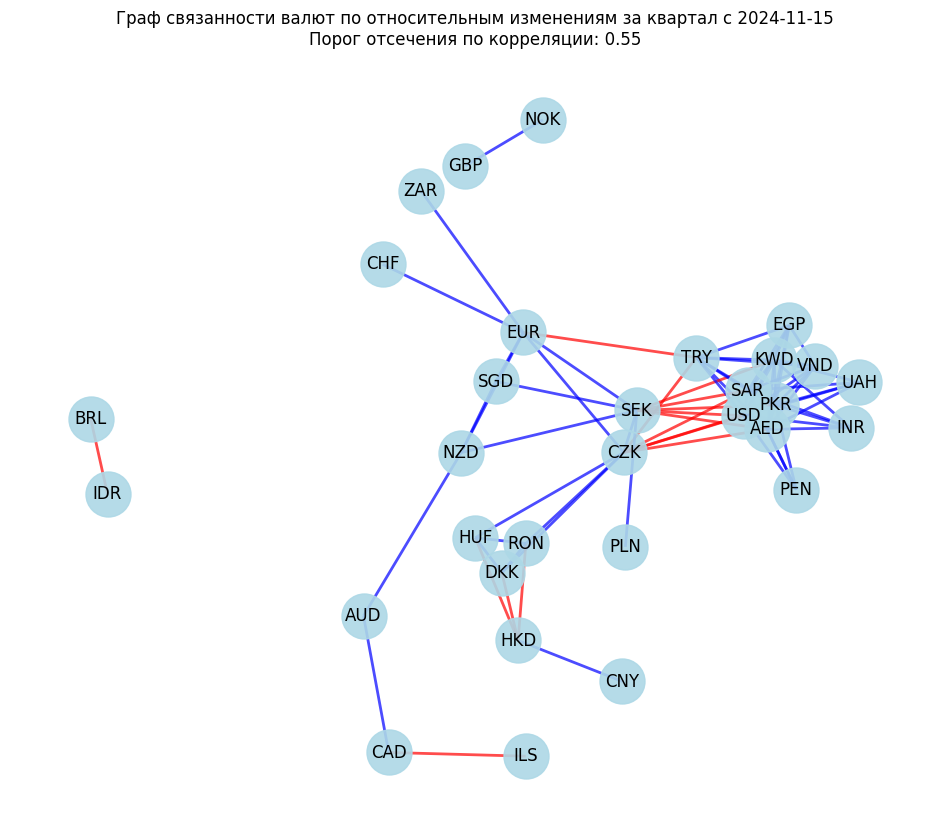 Граф связанности валют по относительным изменениям за квартал с 2024-11-15
Порог отсечения по корреляции: 0.55
NOK
GBP
ZAR
CHF
EGP
EUR
TRY
KWD
VND
SGD
UAH
SAR
PKR
SEK
USD
BRL
AED
INR
NZD
CZK
PEN
IDR
HUF
RON
PLN
DKK
AUD
HKD
CNY
CAD
ILS